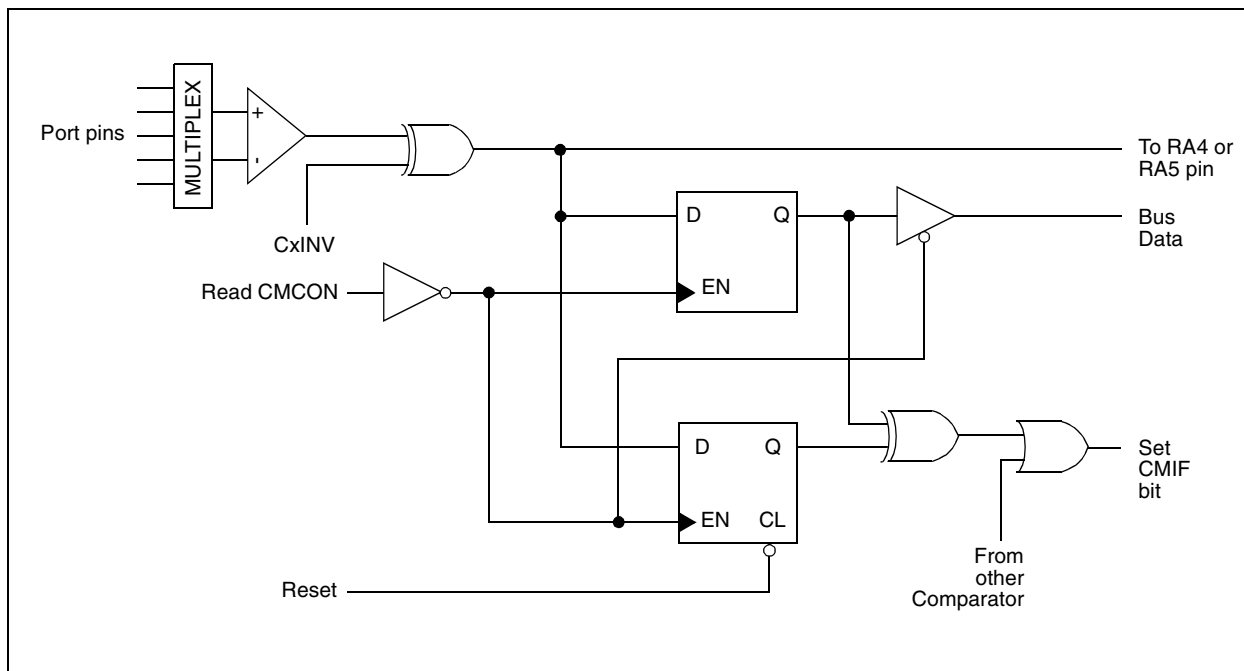 MULTIPLEX
Port pins
+
-
CxINV
To RA4 or
RA5 pin
D
Q
EN
Bus
Data
Read CMCON
D
Q
EN
CL
Set
CMIF
bit
From
other
Comparator
Reset